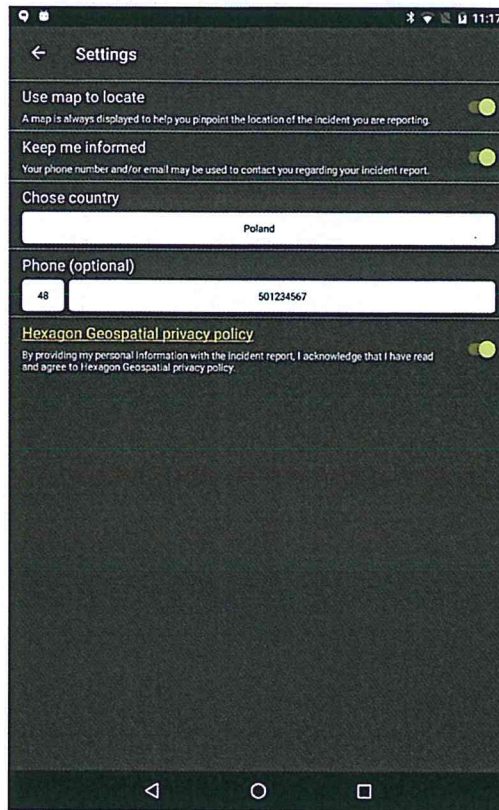 11:17
Settings
Use map to locate
A map is always displayed to help you pinpoint the location of the incident you are reporting.
Keep me informed
Your phone number and/or email may be used to contact you regarding your incident report.
Chose country
Poland
Phone (optional)
48 501234567
Hexagon Geospatial privacy policy
By providing my personal information with the incident report, I acknowledge that I have read
and agree to Hexagon Geospatial privacy policy.